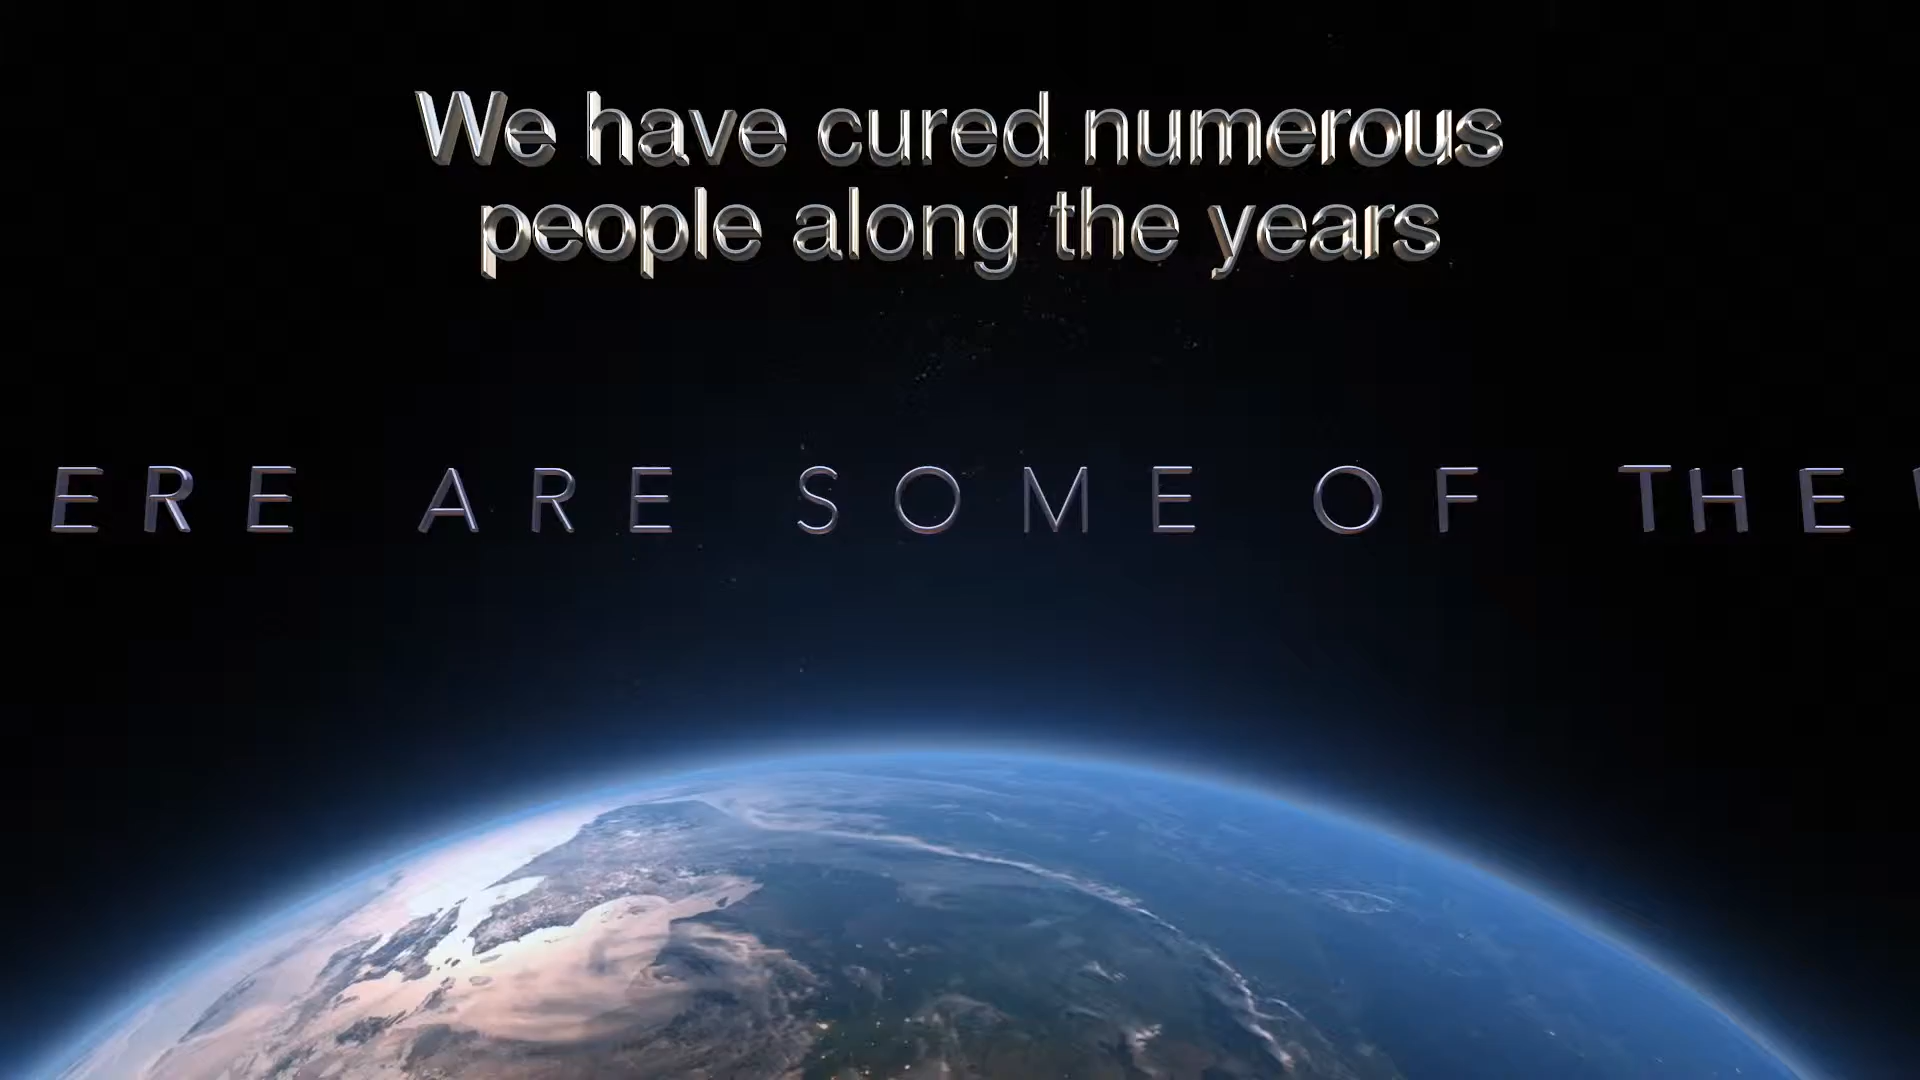 We have cured numerous
people along the years
ERE ARE SOME OF THE